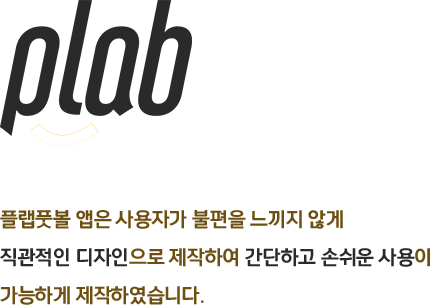 plab
플랩풋볼 앱은 사용자가 불편을 느끼지 않게
직관적인 디자인으로 제작하여 간단하고 손쉬운 사용이
가능하게 제작하였습니다.